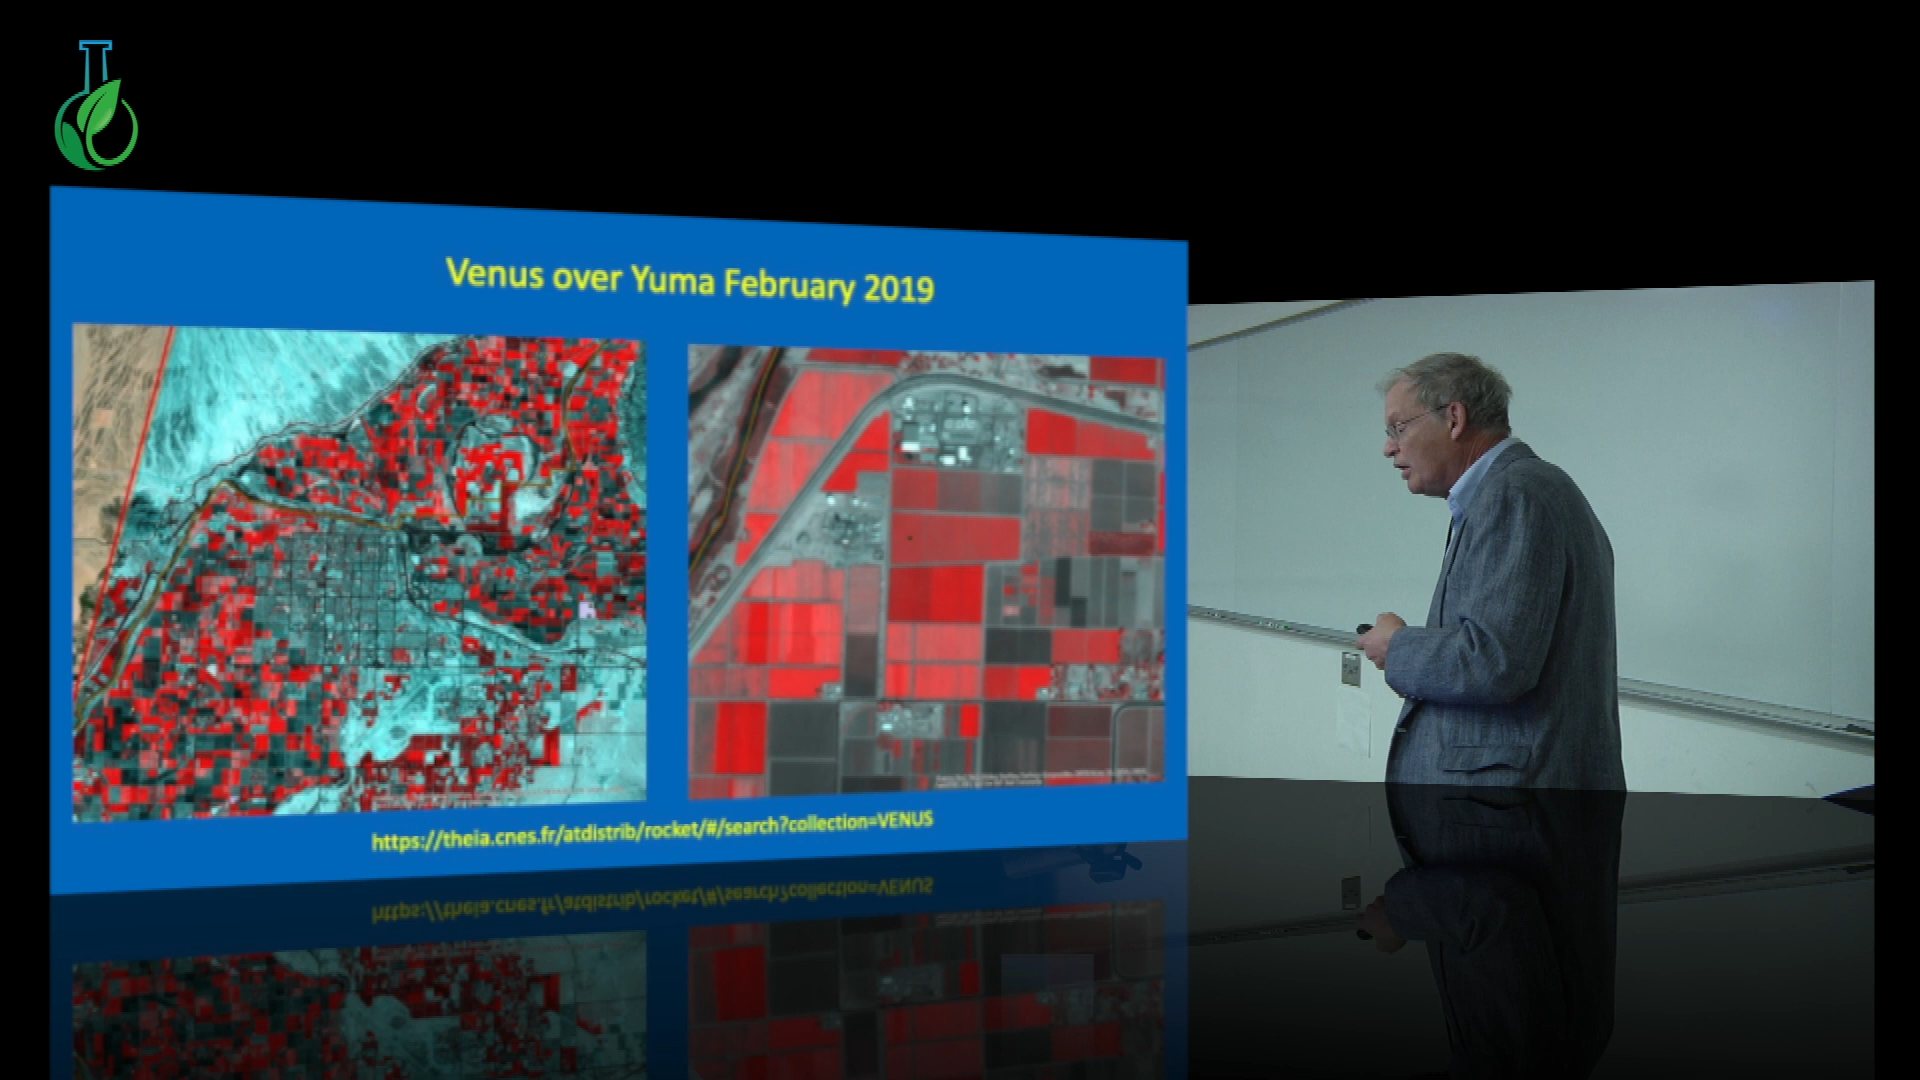 Venus over Yuma February 2019
https://theia.cnes.fr/atdistrib/rocket/#/search?collection=VENUS